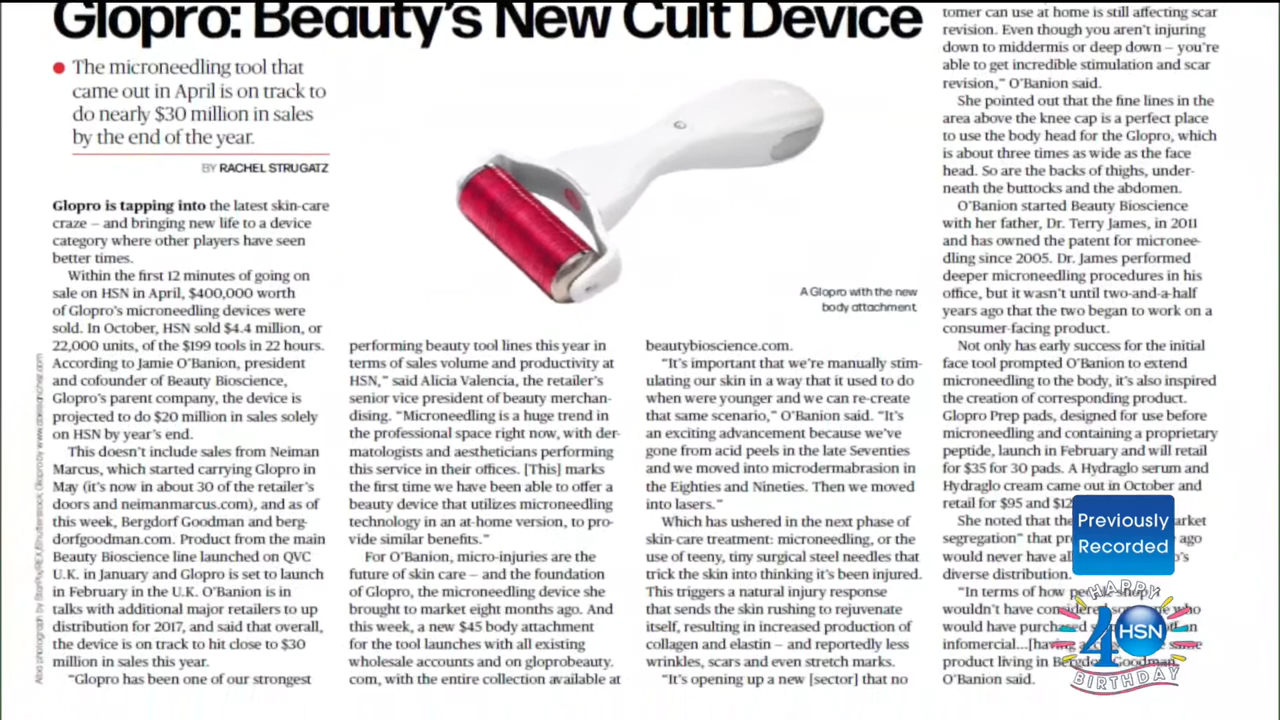 Glopro: Beauty's New Cult Device
The microneedling tool that
came out in April is on track to
do nearly $30 million in sales
by the end of the year.
BY RACHEL STRUGATZ
Glopro is tapping into the latest skin-care
craze – and bringing new life to a device
category where other players have seen
better times.
Within the first 12 minutes of going on
sale on HSN in April, $400,000 worth
of Glopro's microneedling devices were
sold. In October, HSN sold $4.4 million, or
22,000 units, of the $199 tools in 22 hours.
According to Jamie O'Banion, president
and cofounder of Beauty Bioscience,
Glopro's parent company, the device is
projected to do $20 million in sales solely
on HSN by year's end.
This doesn't include sales from Neiman
Marcus, which started carrying Glopro in
May (it's now in about 30 of the retailer's
doors and neimanmarcus.com), and as of
this week, Bergdorf Goodman and berg-
dorfgoodman.com. Product from the main
Beauty Bioscience line launched on QVC
U.K. in January and Glopro is set to launch
in February in the U.K. O'Banion is in
talks with additional major retailers to up
distribution for 2017, and said that overall,
the device is on track to hit close to $30
million in sales this year.
"Glopro has been one of our strongest
A Glopro with the new
body attachment.
performing beauty tool lines this year in
terms of sales volume and productivity at
HSN," said Alicia Valencia, the retailer's
senior vice president of beauty merchan-
dising. "Microneedling is a huge trend in
the professional space right now, with der-
matologists and aestheticians performing
this service in their offices. [This] marks
the first time we have been able to offer a
beauty device that utilizes microneedling
technology in an at-home version, to pro-
vide similar benefits."
For O'Banion, micro-injuries are the
future of skin care – and the foundation
of Glopro, the microneedling device she
brought to market eight months ago. And
this week, a new $45 body attachment
for the tool launches with all existing
wholesale accounts and on gloprobeauty.
com, with the entire collection available at
beautybioscience.com.
"It's important that we're manually stim-
ulating our skin in a way that it used to do
when were younger and we can re-create
that same scenario," O'Banion said. "It's
an exciting advancement because we've
gone from acid peels in the late Seventies
and we moved into microdermabrasion in
the Eighties and Nineties. Then we moved
into lasers."
Which has ushered in the next phase of
skin-care treatment: microneedling, or the
use of teeny, tiny surgical steel needles that
trick the skin into thinking it's been injured.
This triggers a natural injury response
that sends the skin rushing to rejuvenate
itself, resulting in increased production of
collagen and elastin – and reportedly less
wrinkles, scars and even stretch marks.
"It's opening up a new [sector] that no
tomer can use at home is still affecting scar
revision. Even though you aren't injuring
down to middermis or deep down – you're
able to get incredible stimulation and scar
revision," O'Banion said.
She pointed out that the fine lines in the
area above the knee cap is a perfect place
to use the body head for the Glopro, which
is about three times as wide as the face
head. So are the backs of thighs, under-
neath the buttocks and the abdomen.
O'Banion started Beauty Bioscience
with her father, Dr. Terry James, in 2011
and has owned the patent for micronee-
dling since 2005. Dr. James performed
deeper microneedling procedures in his
office, but it wasn't until two-and-a-half
years ago that the two began to work on a
consumer-facing product.
Not only has early success for the initial
face tool prompted O'Banion to extend
microneedling to the body, it's also inspired
the creation of corresponding product.
Glopro Prep pads, designed for use before
microneedling and containing a proprietary
peptide, launch in February and will retail
for $35 for 30 pads. A Hydraglo serum and
Hydraglo cream came out in October and
retail for $95 and
She noted that the
segregation" that ago
would never have
diverse distribution.
"In terms of how
wouldn't have who
would have
infomercial...
product living in Bergdorf Goodman,
O'Banion said.
Previously
Recorded
HAPPY
40 HSN
BIRTHDAY